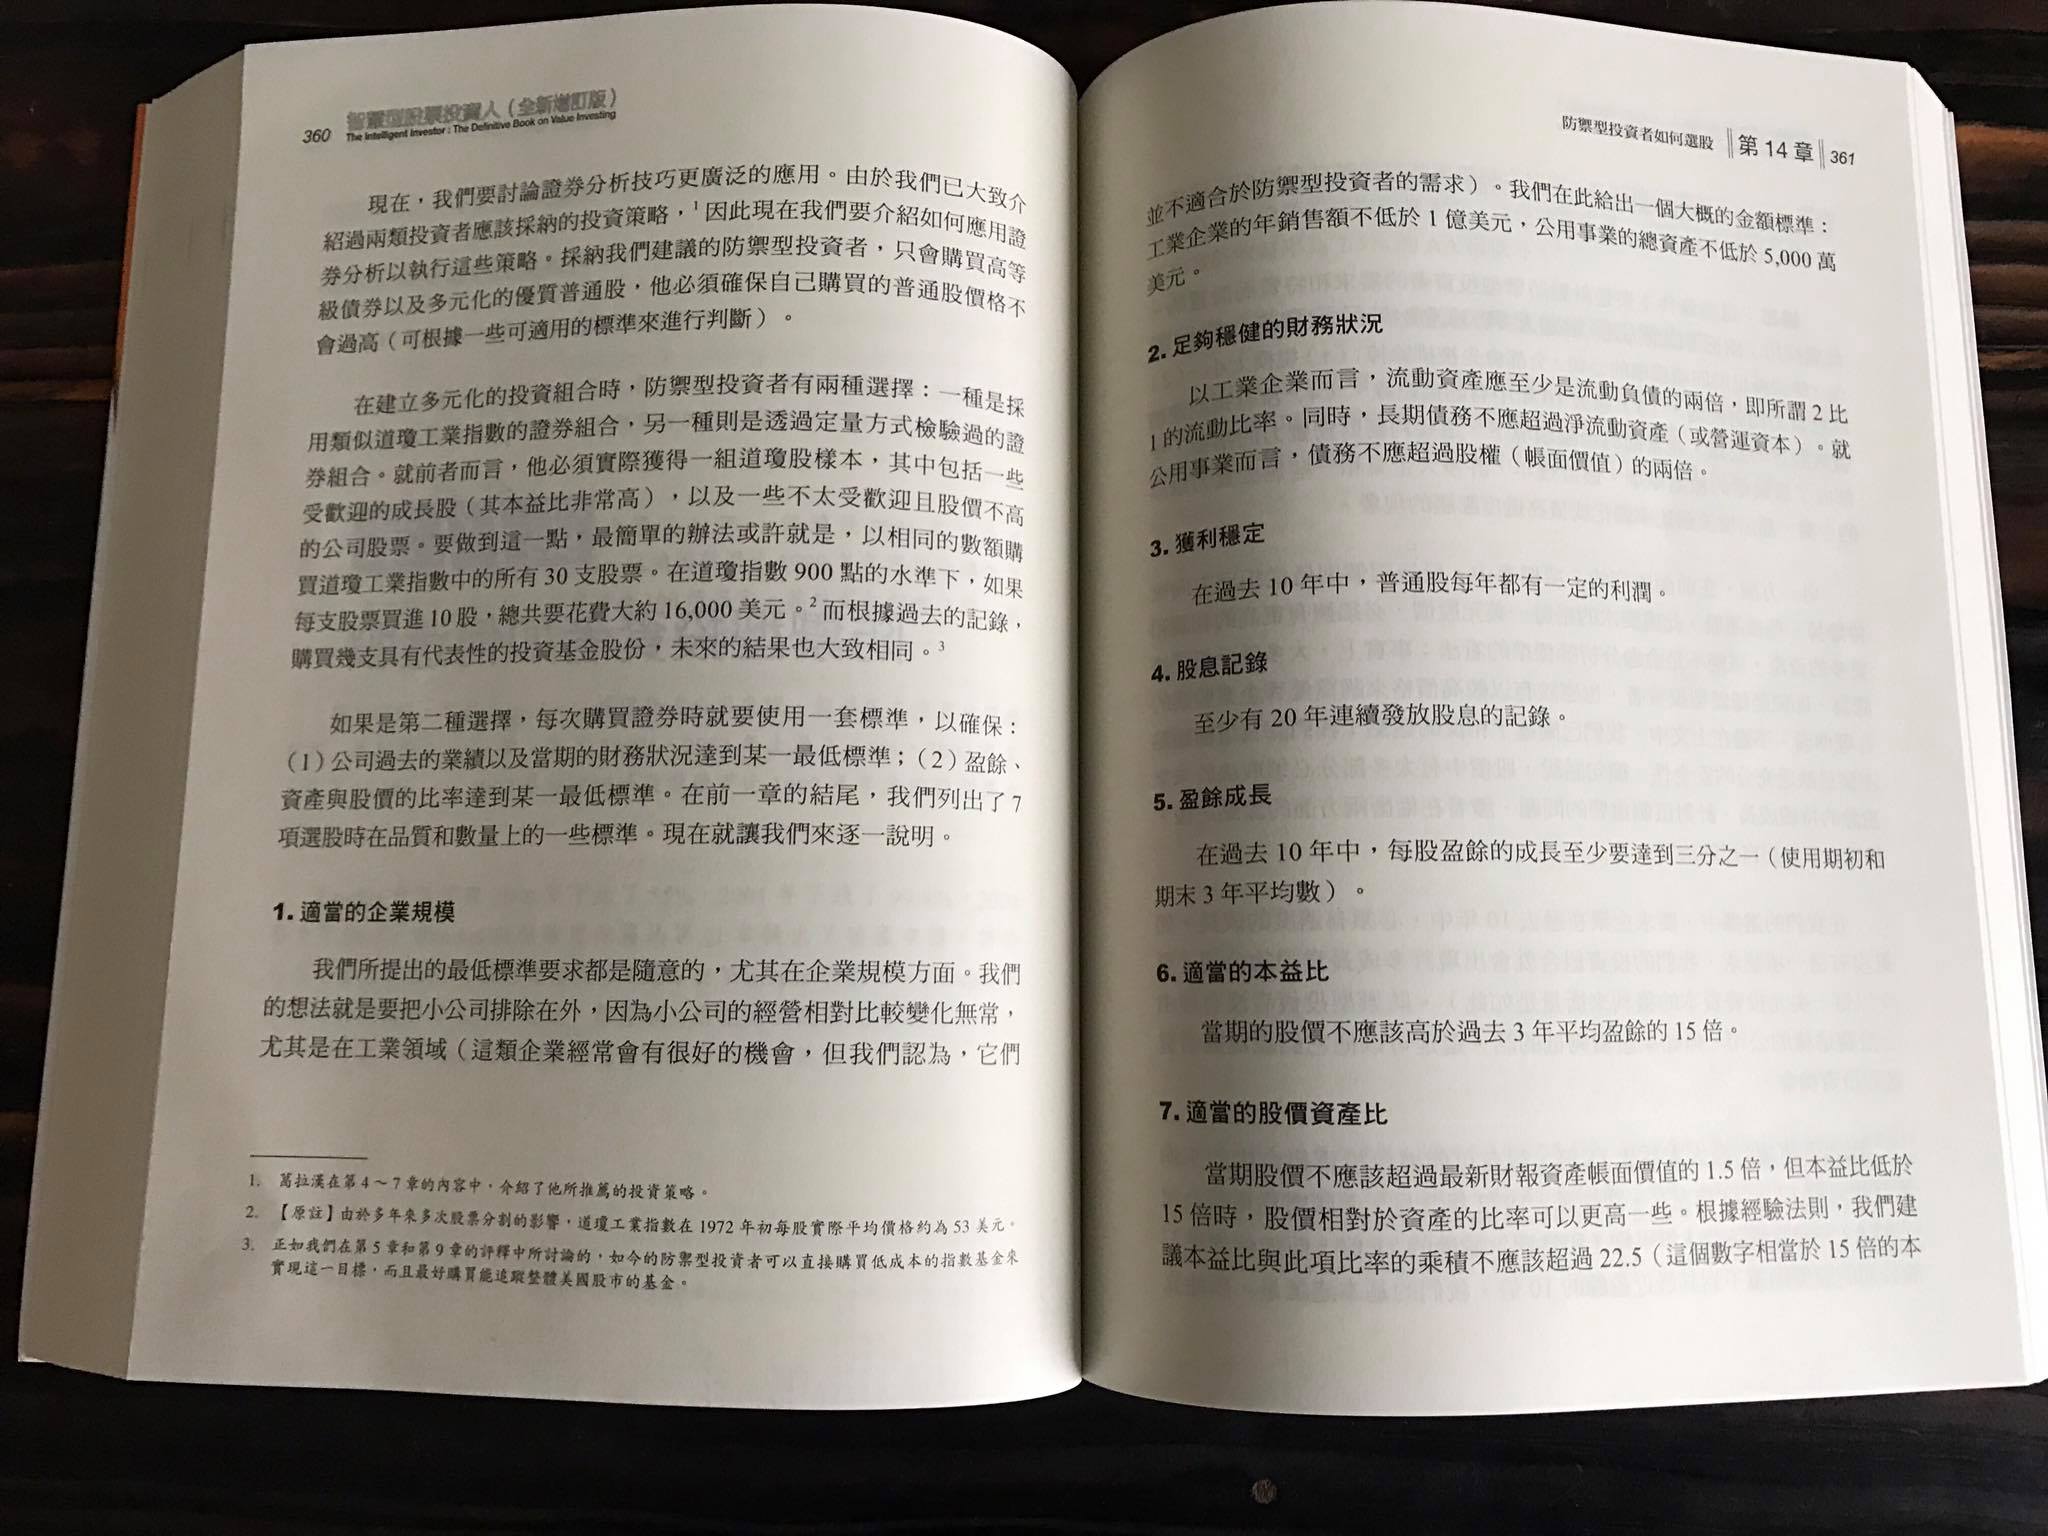 360
智慧型股票投資人（全新增訂版）
The Intelligent Investor : The Definitive Book on Value Investing
現在，我們要討論證券分析技巧更廣泛的應用。由於我們已大致介
紹過兩類投資者應該採納的投資策略，1 因此現在我們要介紹如何應用證
券分析以執行這些策略。採納我們建議的防禦型投資者，只會購買高等
級債券以及多元化的優質普通股，他必須確保自己購買的普通股價格不
會過高（可根據一些可適用的標準來進行判斷）。
在建立多元化的投資組合時，防禦型投資者有兩種選擇：一種是採
用類似道瓊工業指數的證券組合，另一種則是透過定量方式檢驗過的證
券組合。就前者而言，他必須實際獲得一組道瓊股樣本，其中包括一些
受歡迎的成長股（其本益比非常高），以及一些不太受歡迎且股價不高
的公司股票。要做到這一點，最簡單的辦法或許就是，以相同的數額購
買道瓊工業指數中的所有 30 支股票。在道瓊指數 900 點的水準下，如果
每支股票買進 10 股，總共要花費大約 16,000 美元。2 而根據過去的記錄，
購買幾支具有代表性的投資基金股份，未來的結果也大致相同。3
如果是第二種選擇，每次購買證券時就要使用一套標準，以確保：
（1）公司過去的業績以及當期的財務狀況達到某一最低標準；（2）盈餘、
資產與股價的比率達到某一最低標準。在前一章的結尾，我們列出了 7
項選股時在品質和數量上的一些標準。現在就讓我們來逐一說明。
1. 適當的企業規模
我們所提出的最低標準要求都是隨意的，尤其在企業規模方面。我們
的想法就是要把小公司排除在外，因為小公司的經營相對比較變化無常，
尤其是在工業領域（這類企業經常會有很好的機會，但我們認為，它們
1. 葛拉漢在第 4～7 章的內容中，介紹了他所推薦的投資策略。
2. 【原註】由於多年來多次股票分割的影響，道瓊工業指數在 1972 年初每股實際平均價格約為 53 美元。
3. 正如我們在第 5 章和第 9 章的評釋中所討論的，如今的防禦型投資者可以直接購買低成本的指數基金來
實現這一目標，而且最好購買能追蹤整體美國股市的基金。
防禦型投資者如何選股 第 14 章 361
並不適合於防禦型投資者的需求）。我們在此給出一個大概的金額標準：
工業企業的年銷售額不低於 1 億美元，公用事業的總資產不低於 5,000 萬
美元。
2. 足夠穩健的財務狀況
以工業企業而言，流動資產應至少是流動負債的兩倍，即所謂 2 比
1 的流動比率。同時，長期債務不應超過淨流動資產（或營運資本）。就
公用事業而言，債務不應超過股權（帳面價值）的兩倍。
3. 獲利穩定
在過去 10 年中，普通股每年都有一定的利潤。
4. 股息記錄
至少有 20 年連續發放股息的記錄。
5. 盈餘成長
在過去 10 年中，每股盈餘的成長至少要達到三分之一（使用期初和
期末 3 年平均數）。
6. 適當的本益比
當期的股價不應該高於過去 3 年平均盈餘的 15 倍。
7. 適當的股價資產比
當期股價不應該超過最新財報資產帳面價值的 1.5 倍，但本益比低於
15 倍時，股價相對於資產的比率可以更高一些。根據經驗法則，我們建
議本益比與此項比率的乘積不應該超過 22.5（這個數字相當於 15 倍的本